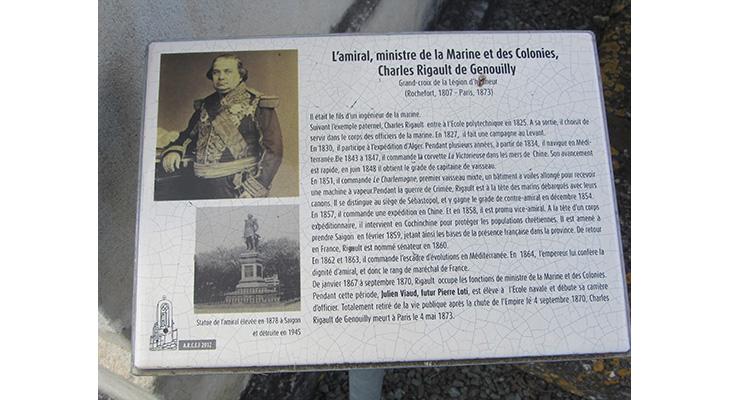 L'amiral, ministre de la Marine et des Colonies,
Charles Rigault de Genouilly
Grand-croix de la Légion d'honneur
(Rochefort, 1807 - Paris, 1873)
Il était le fils d'un ingénieur de la marine.
Suivant l'exemple paternel, Charles Rigault entre à l'Ecole polytechnique en 1825. A sa sortie, il choisit de
servir dans le corps des officiers de la marine. En 1827, il fait une campagne au Levant.
En 1830, il participe à l'expédition d'Alger. Pendant plusieurs années, à partir de 1834, il navigue en Médi-
terranée.De 1843 à 1847, il commande la corvette La Victorieuse dans les mers de Chine. Son avancement
est rapide, en juin 1848 il obtient le grade de capitaine de vaisseau.
En 1851, il commande Le Charlemagne, premier vaisseau mixte, un bâtiment à voiles allongé pour recevoir
une machine à vapeur.Pendant la guerre de Crimée, Rigault est à la tête des marins débarqués avec leurs
canons. Il se distingue au siège de Sébastopol, et y gagne le grade de contre-amiral en décembre 1854.
En 1857, il commande une expédition en Chine. Et en 1858, il est promu vice-amiral. A la tête d'un corps
expéditionnaire, il intervient en Cochinchine pour protéger les populations chrétiennes. Il est amené à
prendre Saigon en février 1859, jetant ainsi les bases de la présence française dans la province. De retour
en France, Rigault est nommé sénateur en 1860.
En 1862 et 1863, il commande l'escadre d'évolutions en Méditerranée. En 1864, l'empereur lui confère la
dignité d'amiral, et donc le rang de maréchal de France.
De janvier 1867 à septembre 1870, Rigault occupe les fonctions de ministre de la Marine et des Colonies.
Pendant cette période, Julien Viaud, futur Pierre Loti, est élève à l'Ecole navale et débute sa carrière
d'officier. Totalement retiré de la vie publique après la chute de l'Empire le 4 septembre 1870, Charles
Rigault de Genouilly meurt à Paris le 4 mai 1873.
Statue de l'amiral élevée en 1878 à Saigon
et détruite en 1945
A.R.C.E.F 2012